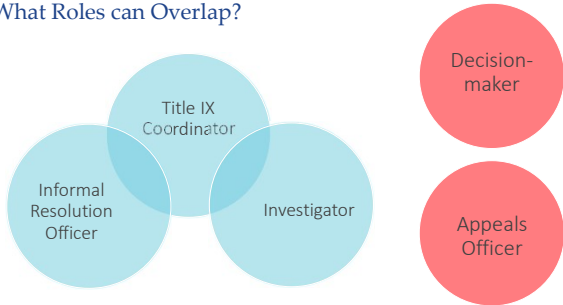 What Roles can Overlap?
Title IX
Coordinator
Informal
Resolution
Officer
Investigator
Decision-
maker
Appeals
Officer